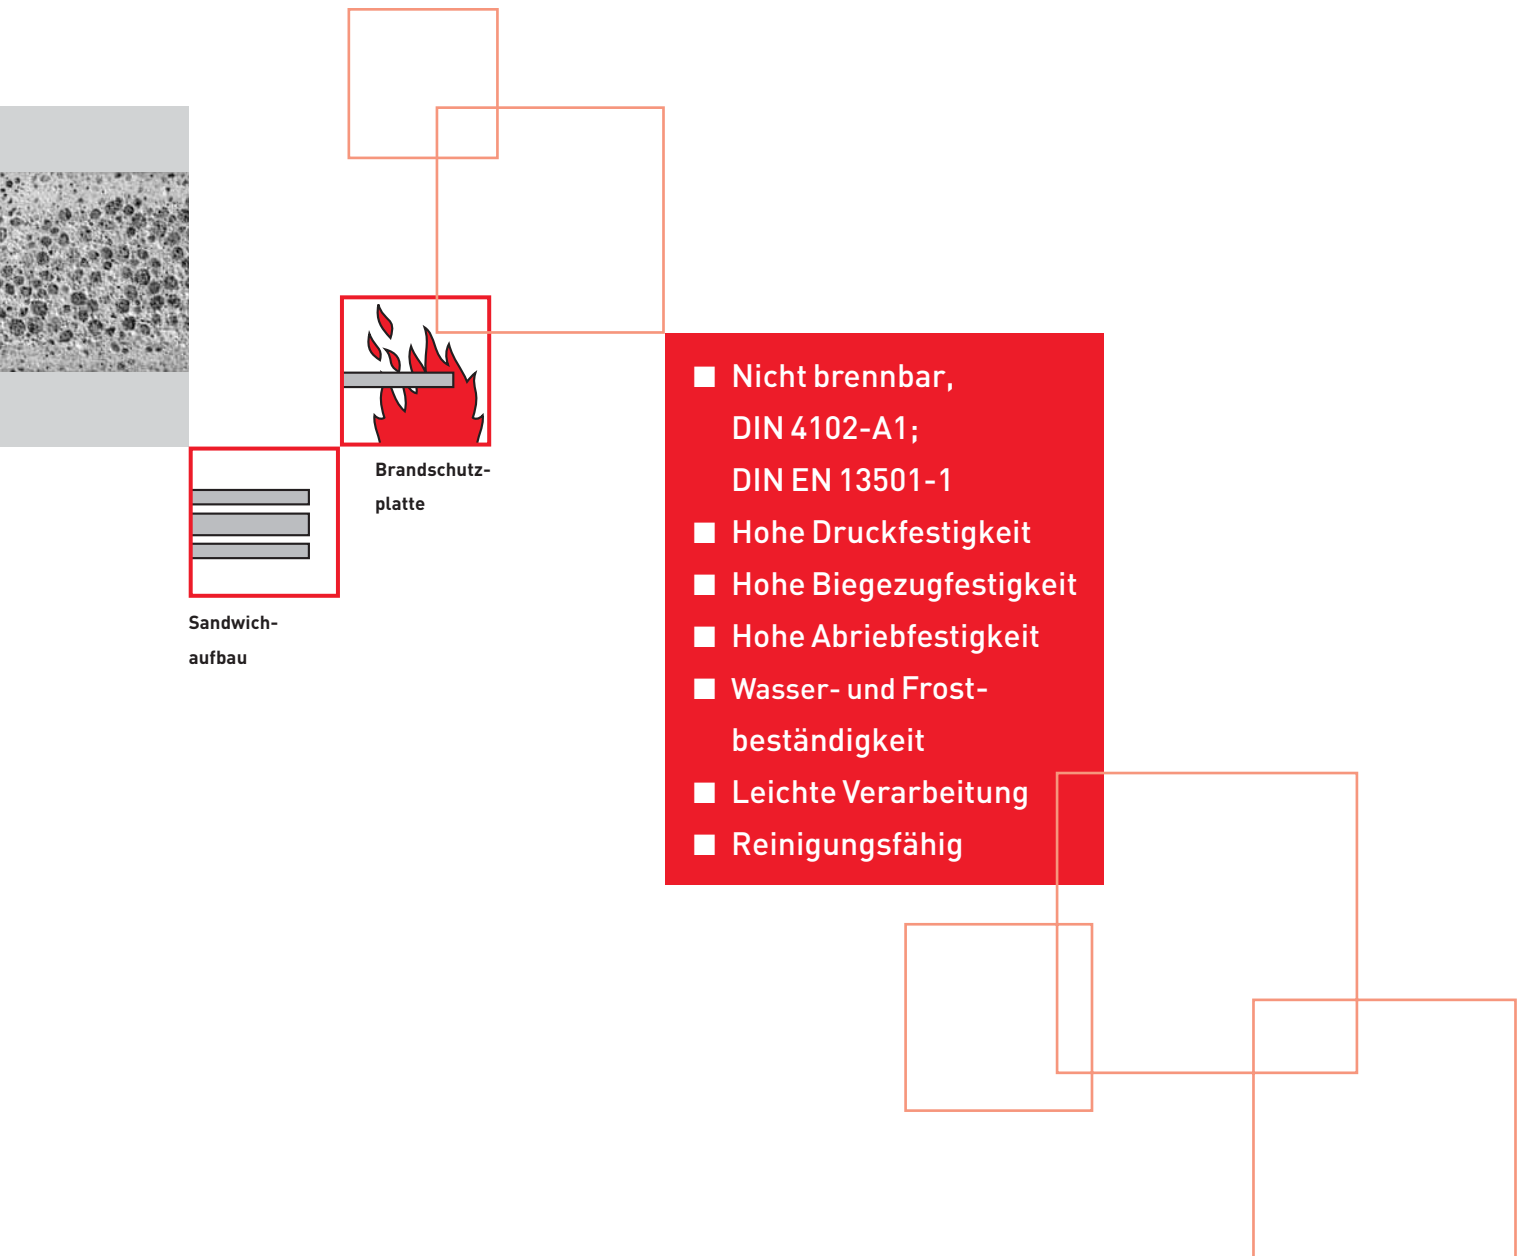 Brandschutz-
platte
Sandwich-
aufbau
■ Nicht brennbar,
DIN 4102-A1;
DIN EN 13501-1
■ Hohe Druckfestigkeit
■ Hohe Biegezugfestigkeit
■ Hohe Abriebfestigkeit
■ Wasser- und Frost-
beständigkeit
■ Leichte Verarbeitung
■ Reinigungsfähig